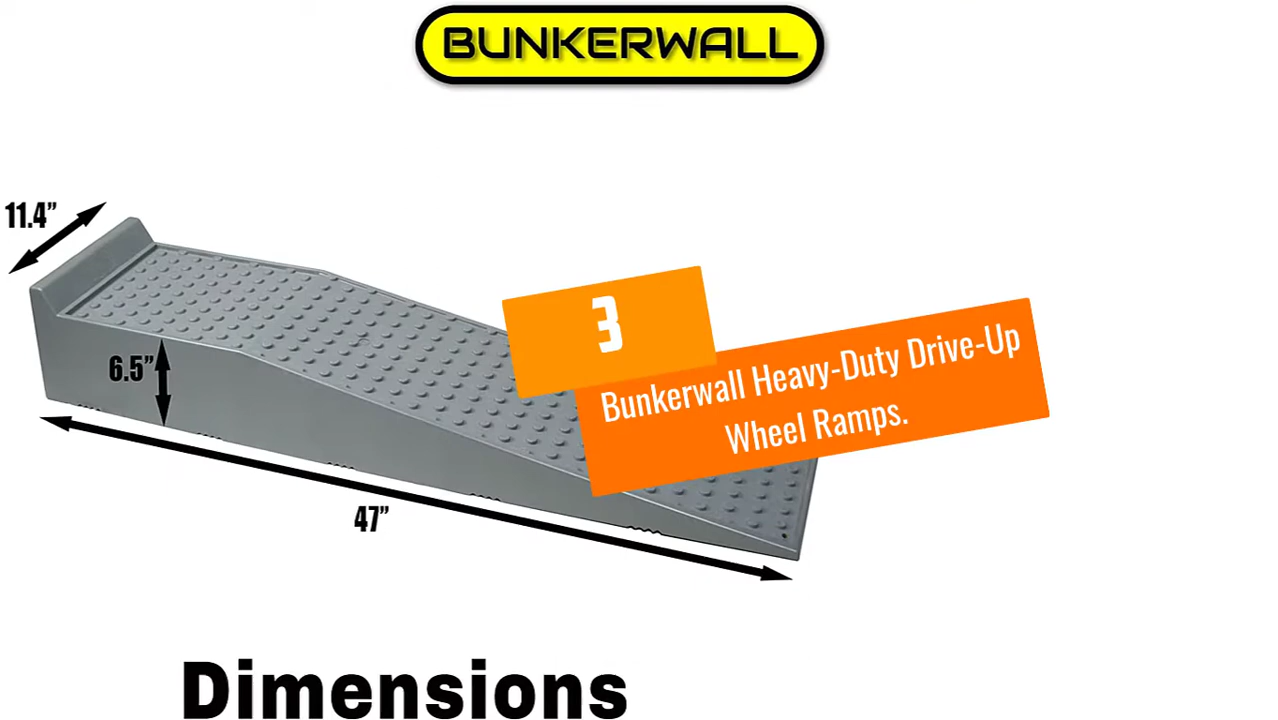 BUNKERWALL
11.4”
3
Bunkerwall Heavy-Duty Drive-Up
Wheel Ramps.
6.5”
47”
Dimensions